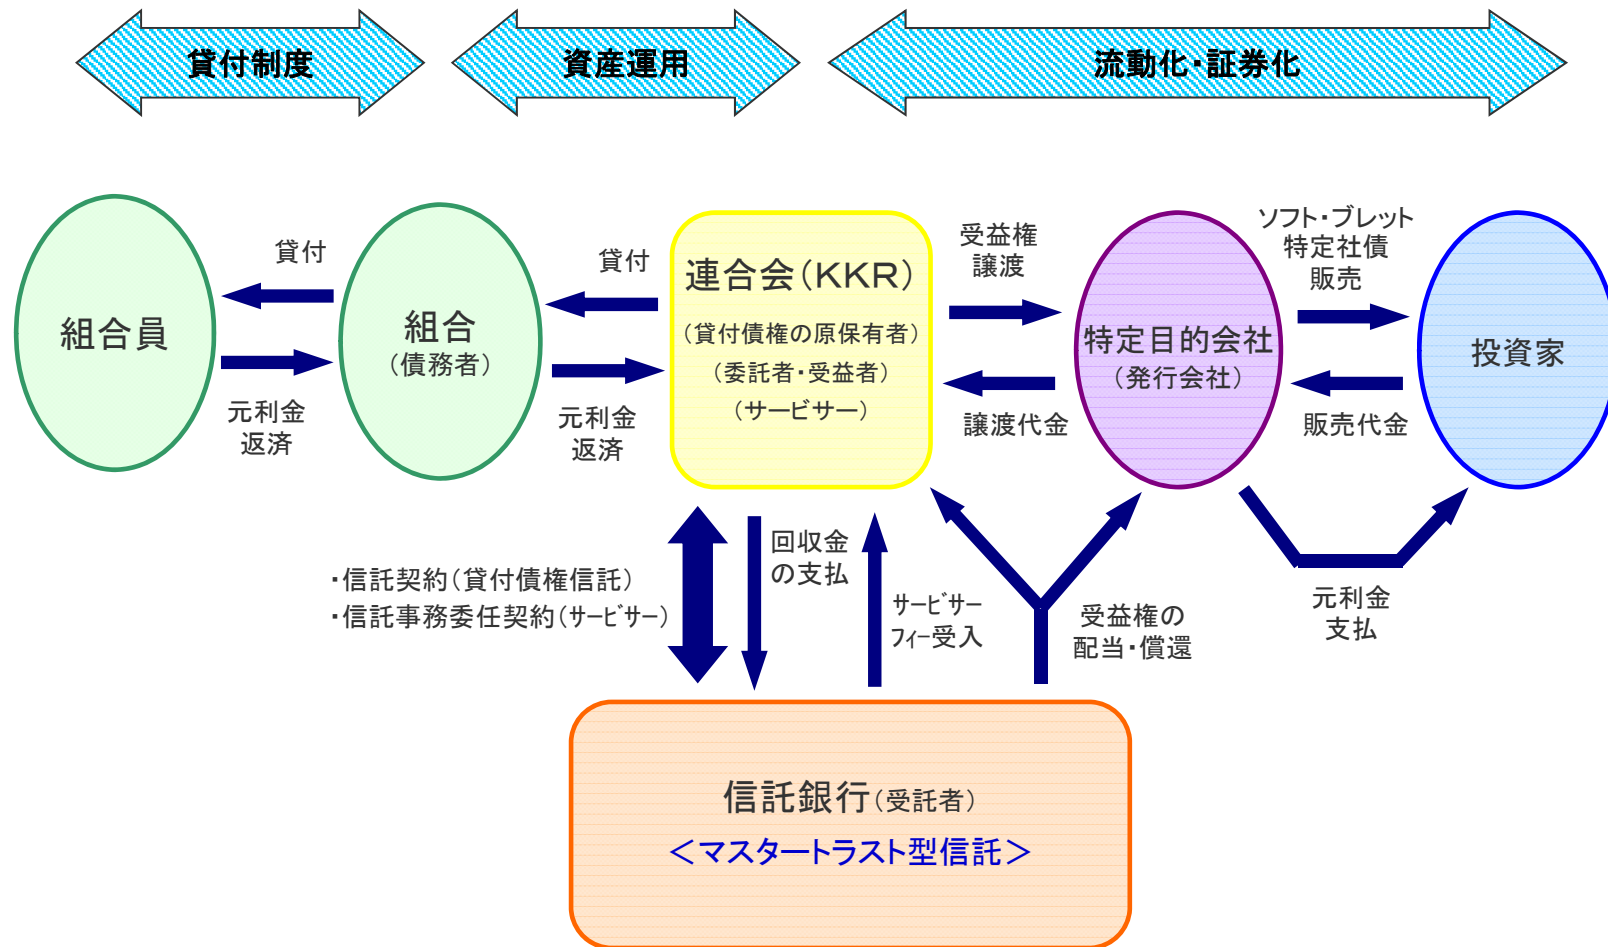 貸付制度
資産運用
流動化・証券化
組合員
貸付
元利金
返済
組合
（債務者）
貸付
元利金
返済
連合会（KKR）
（貸付債権の原保有者）
（委託者・受益者）
（サービサー）
受益権
譲渡
譲渡代金
特定目的会社
（発行会社）
ソフト・ブレット
特定社債
販売
販売代金
投資家
・信託契約（貸付債権信託）
・信託事務委任契約（ｻｰﾋﾞｻｰ）
回収金
の支払
ｻｰﾋﾞｻｰ
ﾌｨｰ受入
受益権の
配当・償還
元利金
支払
信託銀行（受託者）
＜マスタートラスト型信託＞